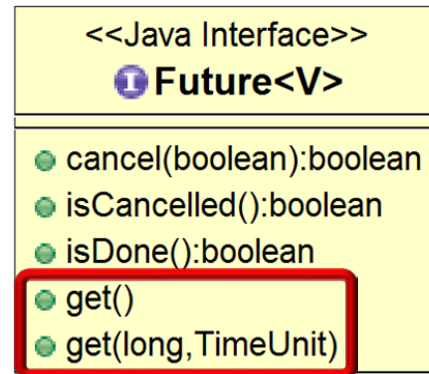 <<Java Interface>>
I Future<V>
cancel(boolean):boolean
isCancelled():boolean
isDone():boolean
get()
get(long,TimeUnit)